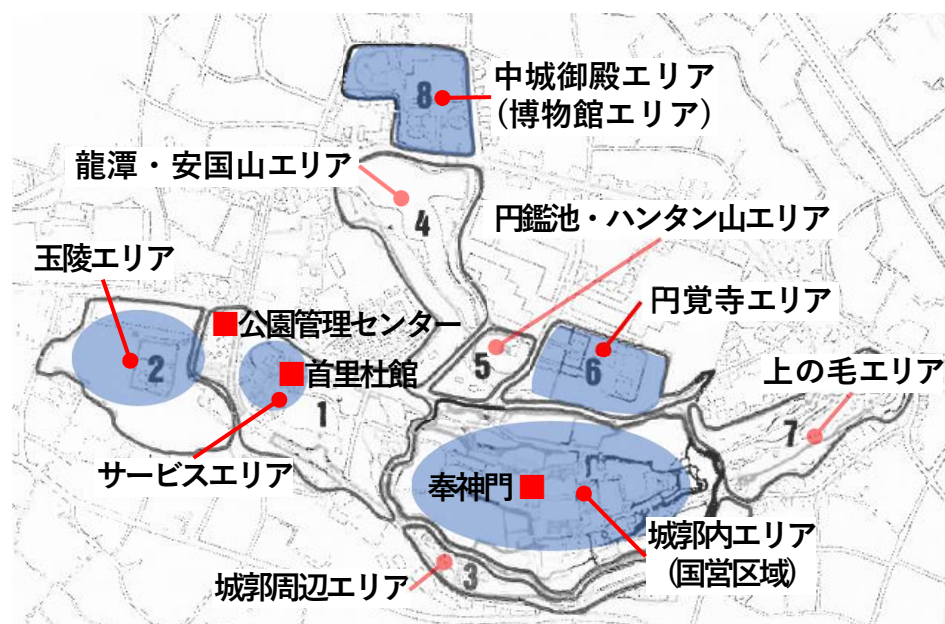 中城御殿エリア
(博物館エリア)
8
龍潭・安国山エリア
4
円鑑池・ハンタン山エリア
玉陵エリア
円覚寺エリア
公園管理センター
5
6
上の毛エリア
2
首里杜館
1
7
サービスエリア
奉神門
城郭内エリア
(国営区域)
城郭周辺エリア
3